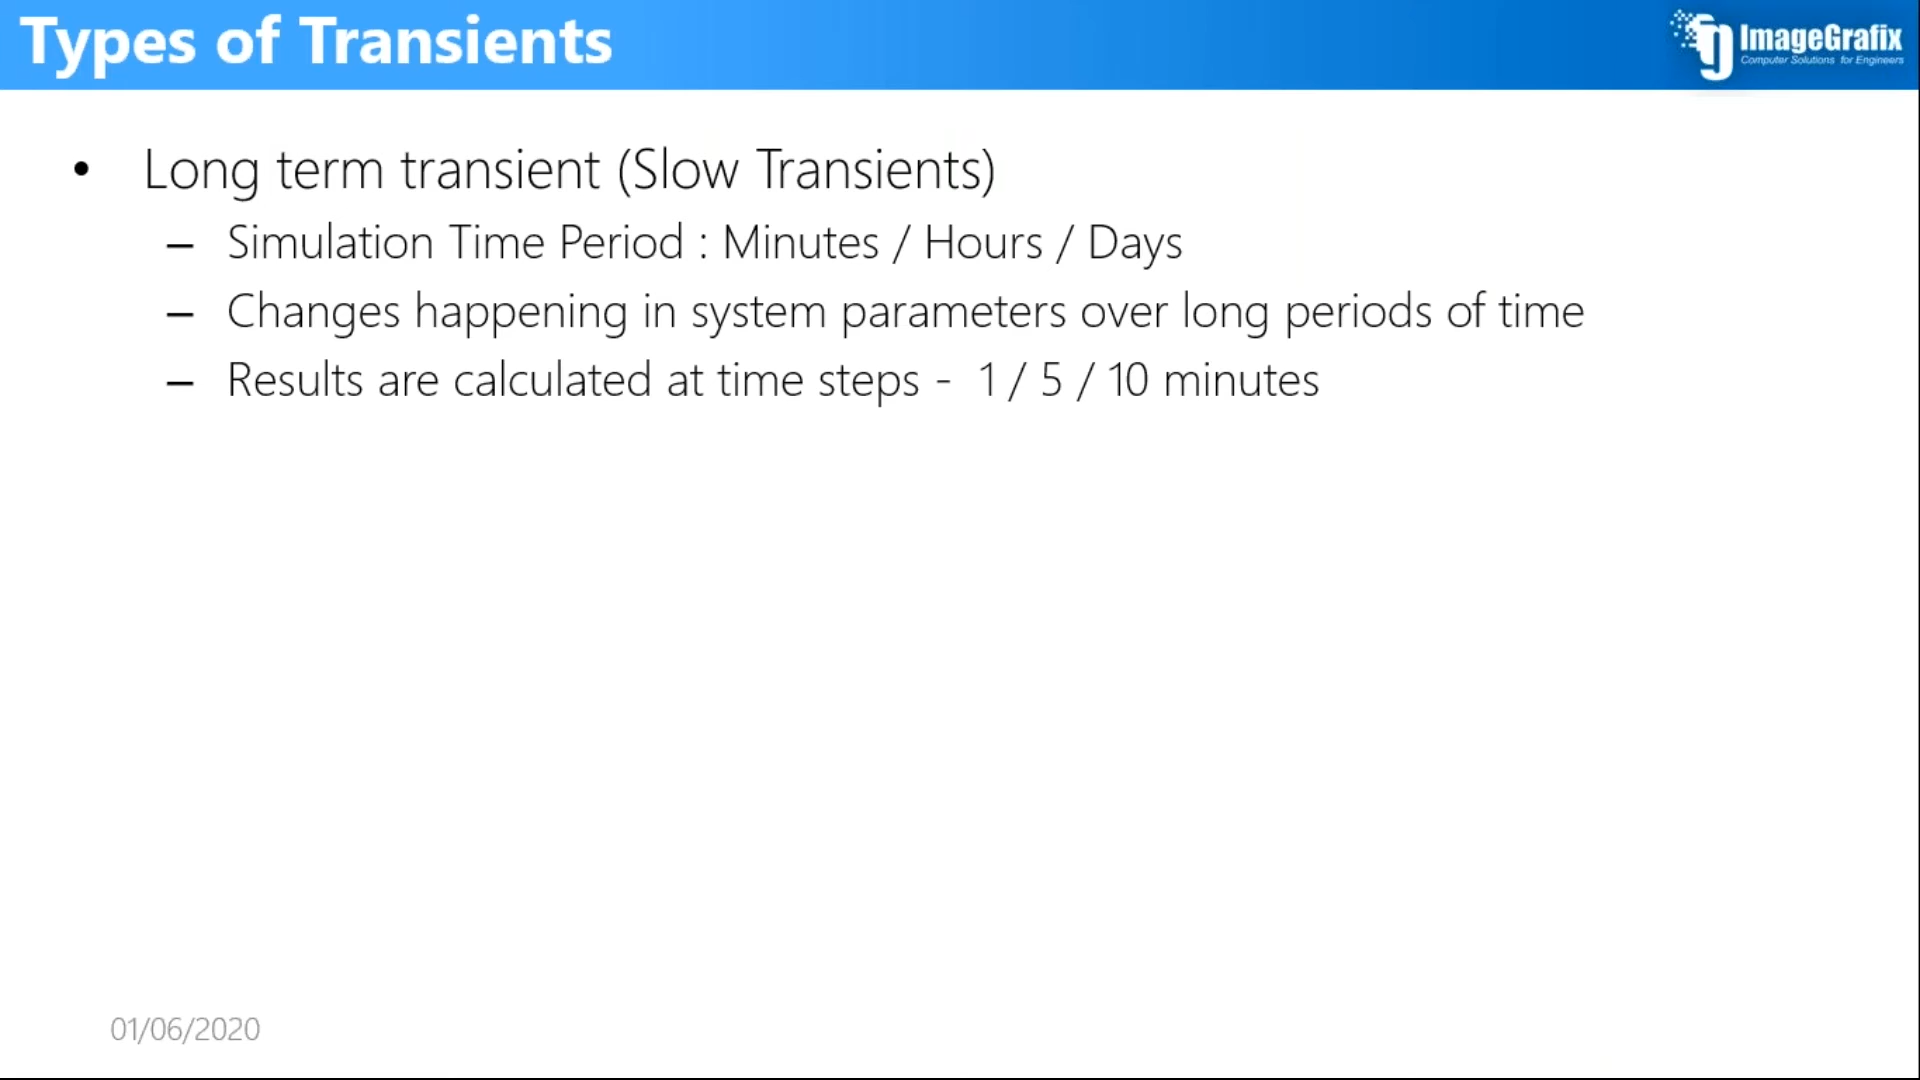 Types of Transients
ImageGrafix
Computer Solutions for Engineers
• Long term transient (Slow Transients)
– Simulation Time Period : Minutes / Hours / Days
– Changes happening in system parameters over long periods of time
– Results are calculated at time steps - 1 / 5 / 10 minutes
01/06/2020